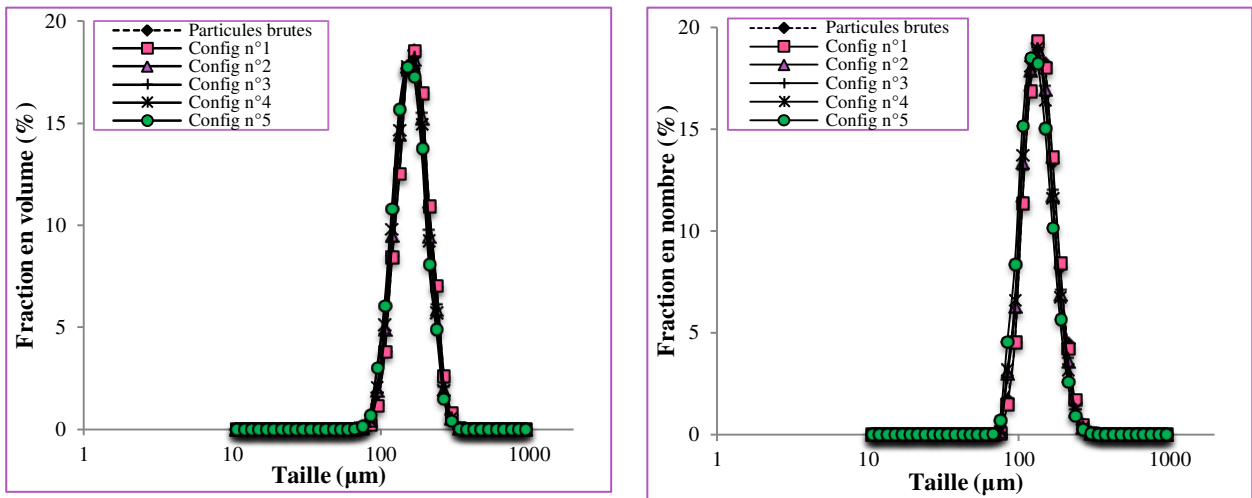 Particules brutes
Config n°1
Config n°2
Config n°3
Config n°4
Config n°5
Fraction en volume (%)
20
15
10
5
0
1
10
100
1000
Taille (µm)
Particules brutes
Config n°1
Config n°2
Config n°3
Config n°4
Config n°5
Fraction en nombre (%)
20
15
10
5
0
1
10
100
1000
Taille (µm)